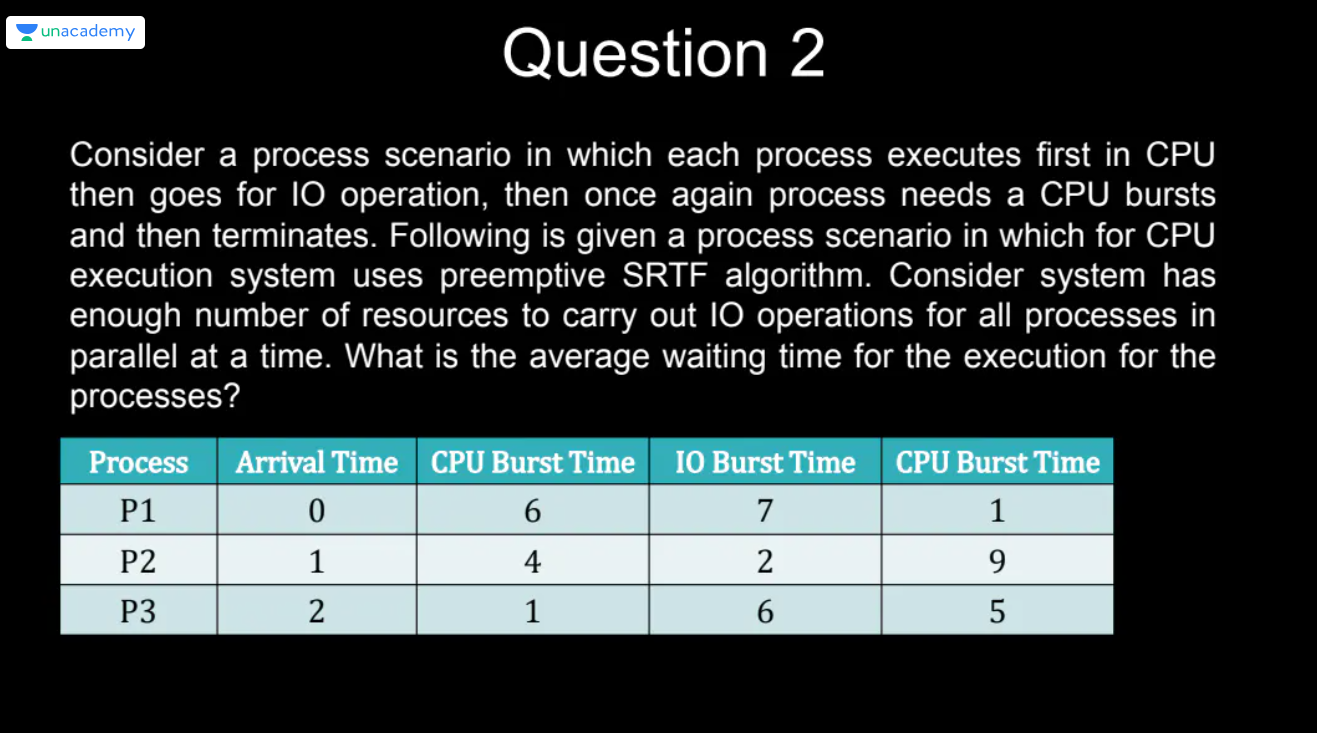 unacademy
Question 2
Consider a process scenario in which each process executes first in CPU
then goes for IO operation, then once again process needs a CPU bursts
and then terminates. Following is given a process scenario in which for CPU
execution system uses preemptive SRTF algorithm. Consider system has
enough number of resources to carry out IO operations for all processes in
parallel at a time. What is the average waiting time for the execution for the
processes?
Process Arrival Time CPU Burst Time IO Burst Time CPU Burst Time
P1 0 6 7 1
P2 1 4 2 9
P3 2 1 6 5